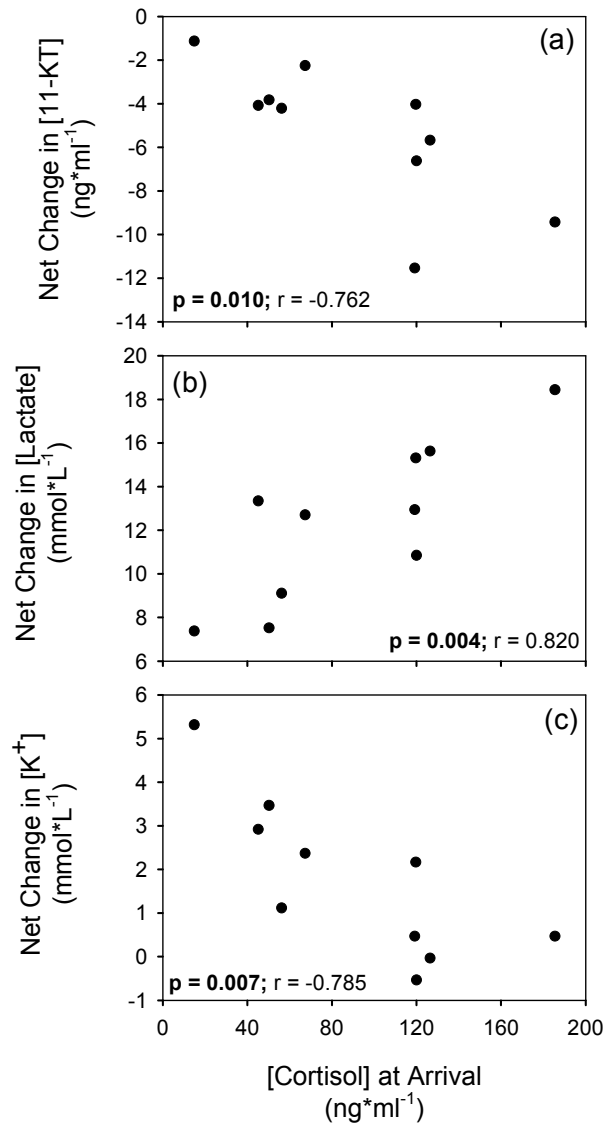 0
-2
-4
-6
-8
-10
-12
-14
Net Change in [11-KT]
(ng*ml⁻¹)
(a)
p = 0.010; r = -0.762
20
18
16
14
12
10
8
6
Net Change in [Lactate]
(mmol*L⁻¹)
(b)
p = 0.004; r = 0.820
6
5
4
3
2
1
0
-1
Net Change in [K⁺]
(mmol*L⁻¹)
(c)
p = 0.007; r = -0.785
0 40 80 120 160 200
[Cortisol] at Arrival
(ng*ml⁻¹)